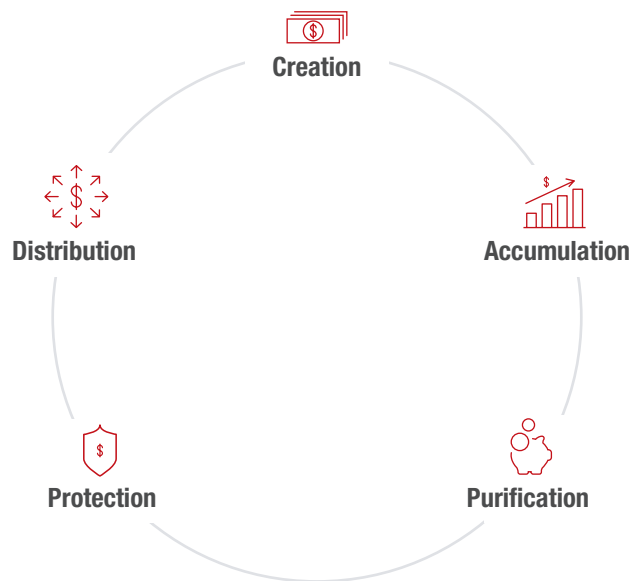 $
Creation
$
Accumulation
Purification
$
Protection
$
Distribution